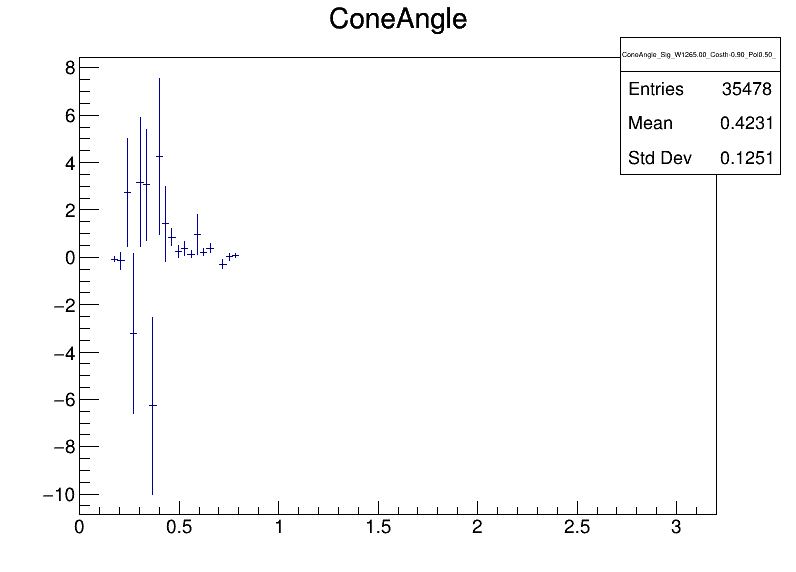 ConeAngle
ConeAngle_Sig_W1265.00_Costh-0.90_Pol0.50_
Entries 35478
Mean 0.4231
Std Dev 0.1251
8
6
4
2
0
−2
−4
−6
−8
−10
0 0.5 1 1.5 2 2.5 3